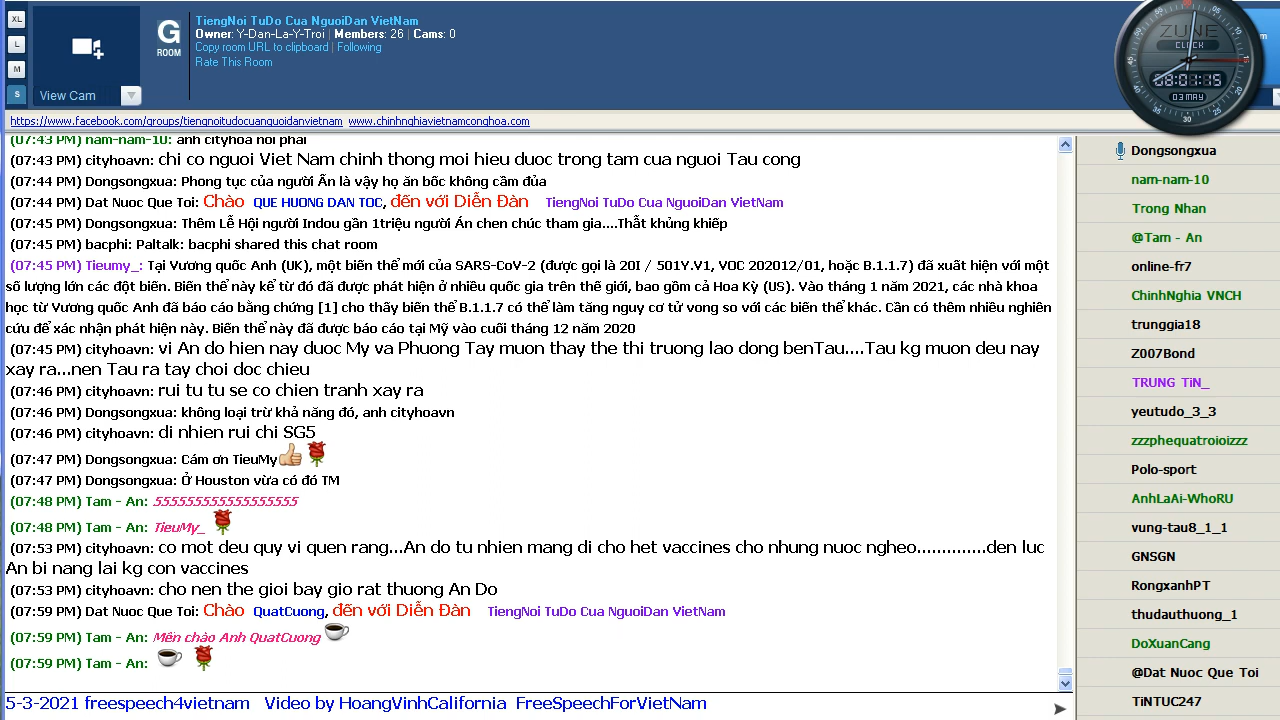 XL
L
M
S
View Cam
G
ROOM
TiengNoi TuDo Cua NguoiDan VietNam
Owner: Y-Dan-La-Y-Troi | Members: 26 | Cams: 0
Copy room URL to clipboard | Following
Rate This Room
ZUNE
CLOCK
08:01:15
03 MAY
https://www.facebook.com/groups/tiengnoitudocuanguoidanvietnam www.chinhnghiavietnamconghoa.com
(07:43 PM) nam-nam-10: anh cityhoa noi phai
(07:43 PM) cityhoavn: chi co nguoi Viet Nam chinh thong moi hieu duoc trong tam cua nguoi Tau cong
(07:44 PM) Dongsongxua: Phong tục của người Ấn là vậy họ ăn bốc không cầm đủa
(07:44 PM) Dat Nuoc Que Toi: Chào QUE HUONG DAN TOC, đến với Diễn Đàn TiengNoi TuDo Cua NguoiDan VietNam
(07:45 PM) Dongsongxua: Thêm Lễ Hội người Indou gần 1triệu người Ấn chen chúc tham gia....Thật khủng khiếp
(07:45 PM) bacphi: Paltalk: bacphi shared this chat room
(07:45 PM) Tieumy_: Tại Vương quốc Anh (UK), một biến thể mới của SARS-CoV-2 (được gọi là 20I / 501Y.V1, VOC 202012/01, hoặc B.1.1.7) đã xuất hiện với một
số lượng lớn các đột biến. Biến thể này kể từ đó đã được phát hiện ở nhiều quốc gia trên thế giới, bao gồm cả Hoa Kỳ (US). Vào tháng 1 năm 2021, các nhà khoa
học từ Vương quốc Anh đã báo cáo bằng chứng [1] cho thấy biến thể B.1.1.7 có thể làm tăng nguy cơ tử vong so với các biến thể khác. Cần có thêm nhiều nghiên
cứu để xác nhận phát hiện này. Biến thể này đã được báo cáo tại Mỹ vào cuối tháng 12 năm 2020
(07:45 PM) cityhoavn: vi An do hien nay duoc My va Phuong Tay muon thay the thi truong lao dong benTau....Tau kg muon deu nay
xay ra...nen Tau ra tay choi doc chieu
(07:46 PM) cityhoavn: rui tu tu se co chien tranh xay ra
(07:46 PM) Dongsongxua: không loại trừ khả năng đó, anh cityhoavn
(07:46 PM) cityhoavn: di nhien rui chi SG5
(07:47 PM) Dongsongxua: Cám ơn TieuMy
(07:47 PM) Dongsongxua: Ở Houston vừa có đó TM
(07:48 PM) Tam - An: 5555555555555555555
(07:48 PM) Tam - An: TieuMy_
(07:53 PM) cityhoavn: co mot deu quy vi quen rang...An do tu nhien mang di cho het vaccines cho nhung nuoc ngheo..............den luc
An bi nang lai kg con vaccines
(07:53 PM) cityhoavn: cho nen the gioi bay gio rat thuong An Do
(07:59 PM) Dat Nuoc Que Toi: Chào QuatCuong, đến với Diễn Đàn TiengNoi TuDo Cua NguoiDan VietNam
(07:59 PM) Tam - An: Mến chào Anh QuatCuong
(07:59 PM) Tam - An:
5-3-2021 freespeech4vietnam Video by HoangVinhCalifornia FreeSpeechForVietNam
Dongsongxua
nam-nam-10
Trong Nhan
@Tam - An
online-fr7
ChinhNghia VNCH
trunggia18
Z007Bond
TRUNG TiN_
yeutudo_3_3
zzzphequatroioizzz
Polo-sport
AnhLaAi-WhoRU
vung-tau8_1_1
GNSGN
RongxanhPT
thudauthuong_1
DoXuanCang
@Dat Nuoc Que Toi
TiNTUC247